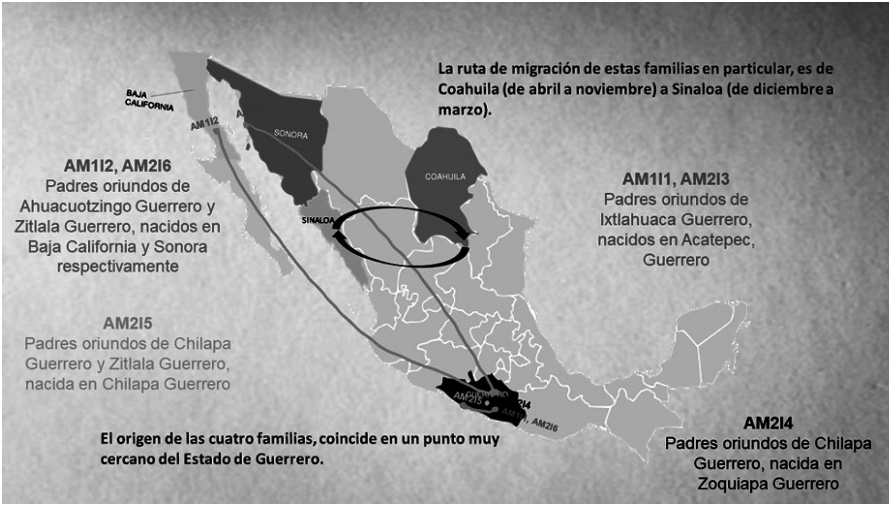 La ruta de migración de estas familias en particular, es de
Coahuila (de abril a noviembre) a Sinaloa (de diciembre a
marzo).
BAJA
CALIFORNIA
AM1I2
SONORA
COAHUILA
SINALOA
AM1I2, AM2I6
Padres oriundos de
Ahuacuotzingo Guerrero y
Zitlala Guerrero, nacidos en
Baja California y Sonora
respectivamente
AM1I1, AM2I3
Padres oriundos de
Ixtlahuaca Guerrero,
nacidos en Acatepec,
Guerrero
AM2I5
Padres oriundos de Chilapa
Guerrero y Zitlala Guerrero,
nacida en Chilapa Guerrero
AM2I5
AM2I6
El origen de las cuatro familias, coincide en un punto muy
cercano del Estado de Guerrero.
AM2I4
Padres oriundos de Chilapa
Guerrero, nacida en
Zoquiapa Guerrero